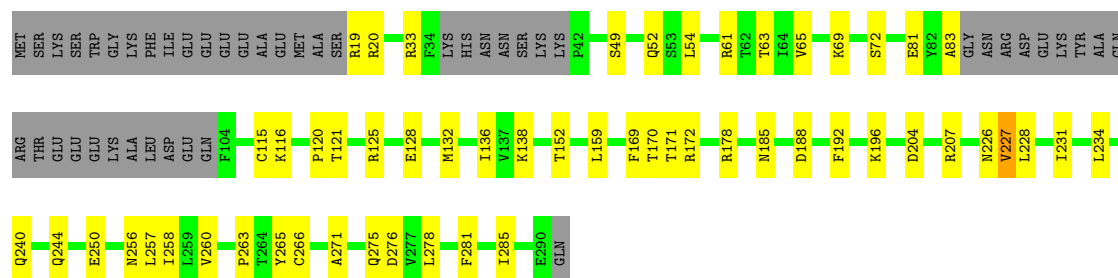 MET SER LYS SER TRP GLY LYS PHE ILE GLU GLU GLU GLU ALA GLU MET ALA SER R19 R20 R33 F34 LYS HIS ASN ASN SER LYS LYS P42 S49 Q52 S53 L54 R61 T62 T63 I64 V65 K69 S72 E81 Y82 A83 GLY ASN ARG ASP GLU LYS TYR ALA
ARG THR GLU GLU GLU LYS ALA LEU ASP GLU GLN F104 C115 K116 P120 T121 R125 E128 M132 I136 V137 K138 T152 L159 F169 T170 T171 R172 R178 N185 D188 F192 K196 D204 R207 N226 V227 L228 I231 L234
Q240 Q244 E250 N256 L257 I258 L259 V260 P263 T264 Y265 C266 A271 Q275 D276 V277 L278 F281 I285 E290 GLN